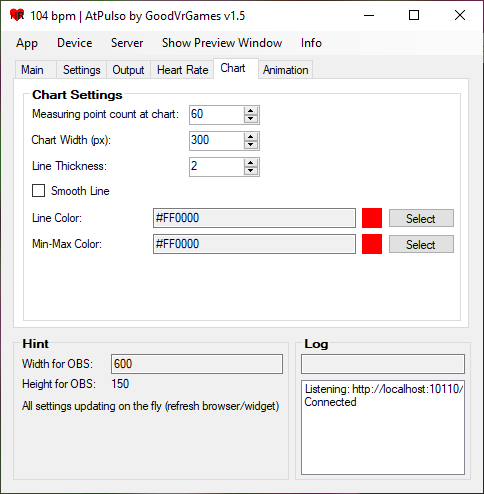 104 bpm | AtPulso by GoodVrGames v1.5
App Device Server Show Preview Window Info
Main Settings Output Heart Rate Chart Animation
Chart Settings
Measuring point count at chart: 60
Chart Width (px): 300
Line Thickness: 2
Smooth Line
Line Color: #FF0000 Select
Min-Max Color: #FF0000 Select
Hint
Width for OBS: 600
Height for OBS: 150
All settings updating on the fly (refresh browser/widget)
Log
Listening: http://localhost:10110/
Connected